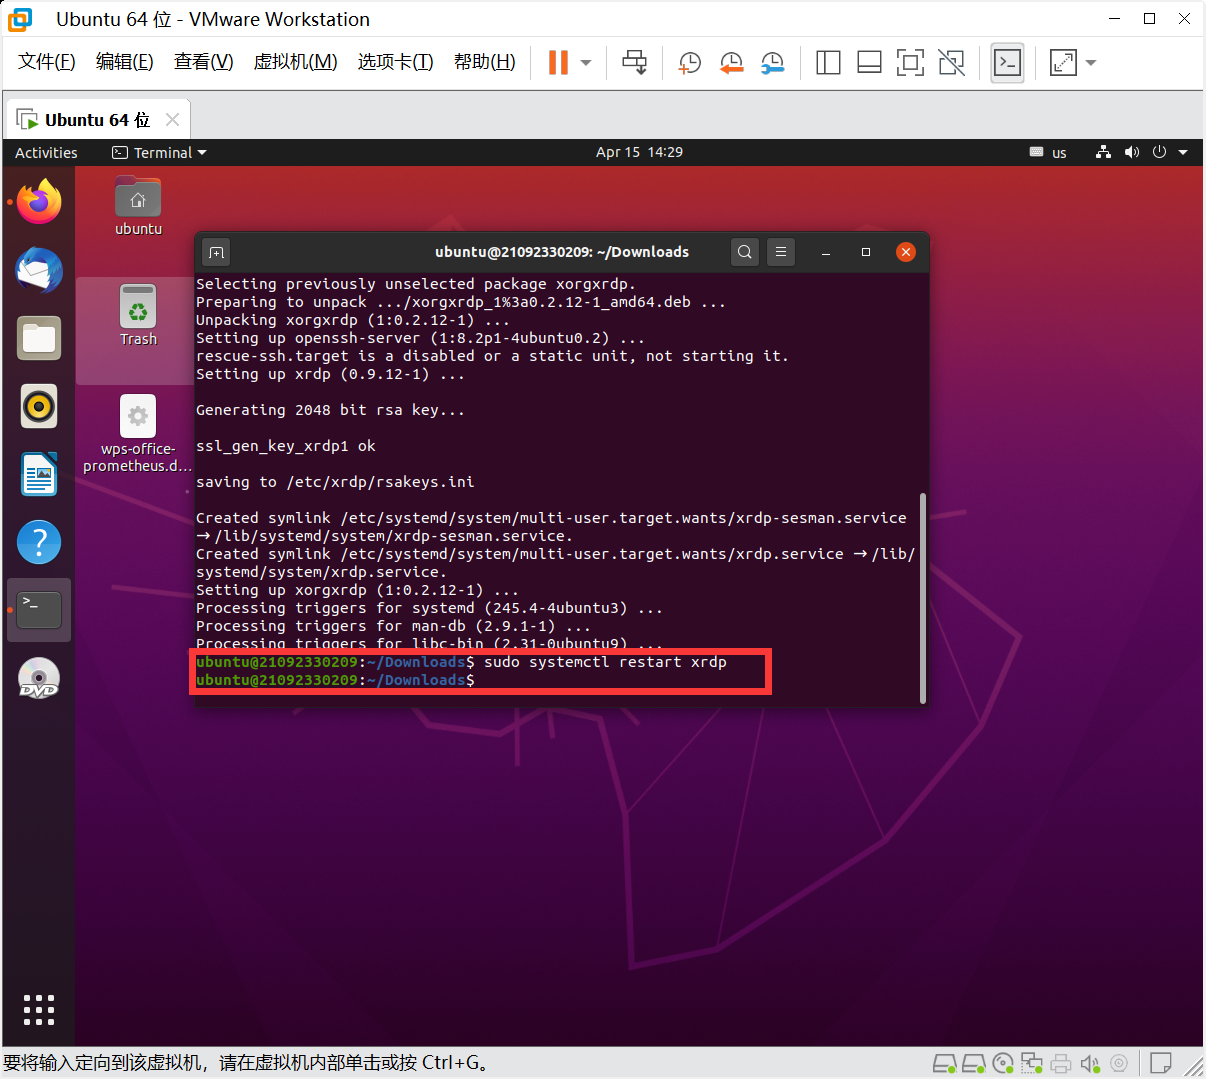 Ubuntu 64 位 - VMware Workstation
文件(F) 编辑(E) 查看(V) 虚拟机(M) 选项卡(T) 帮助(H)
Ubuntu 64 位
Activities Terminal Apr 15 14:29 us
ubuntu
Trash
wps-office-
prometheus.d...
ubuntu@21092330209: ~/Downloads
Selecting previously unselected package xorgxrdp.
Preparing to unpack .../xorgxrdp_1%3a0.2.12-1_amd64.deb ...
Unpacking xorgxrdp (1:0.2.12-1) ...
Setting up openssh-server (1:8.2p1-4ubuntu0.2) ...
rescue-ssh.target is a disabled or a static unit, not starting it.
Setting up xrdp (0.9.12-1) ...
Generating 2048 bit rsa key...
ssl_gen_key_xrdp1 ok
saving to /etc/xrdp/rsakeys.ini
Created symlink /etc/systemd/system/multi-user.target.wants/xrdp-sesman.service
→ /lib/systemd/system/xrdp-sesman.service.
Created symlink /etc/systemd/system/multi-user.target.wants/xrdp.service → /lib/
systemd/system/xrdp.service.
Setting up xorgxrdp (1:0.2.12-1) ...
Processing triggers for systemd (245.4-4ubuntu3) ...
Processing triggers for man-db (2.9.1-1) ...
Processing triggers for libc-bin (2.31-0ubuntu9) ...
ubuntu@21092330209:~/Downloads$ sudo systemctl restart xrdp
ubuntu@21092330209:~/Downloads$
DVD
要将输入定向到该虚拟机，请在虚拟机内部单击或按 Ctrl+G。